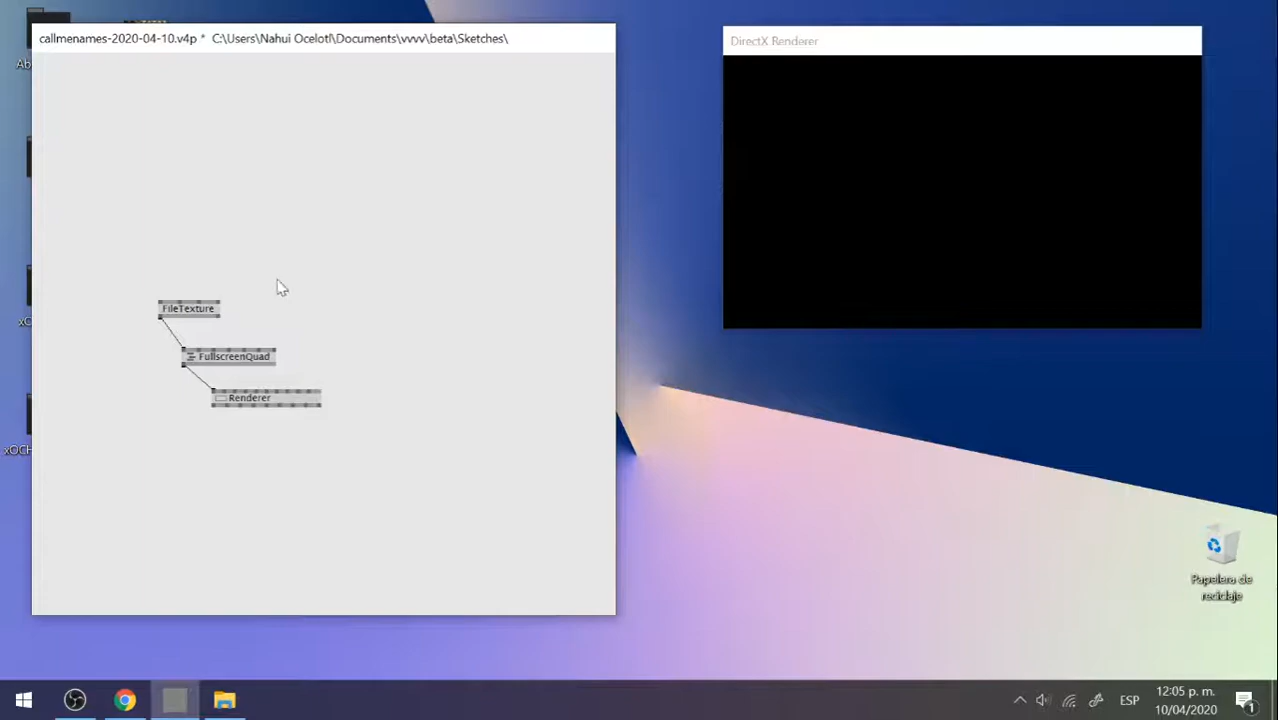 callmenames-2020-04-10.v4p * C:\Users\Nahui Ocelotl\Documents\vvvv\beta\Sketches\
DirectX Renderer
FileTexture
FullscreenQuad
Renderer
Papelera de
reciclaje
ESP
12:05 p. m.
10/04/2020
1